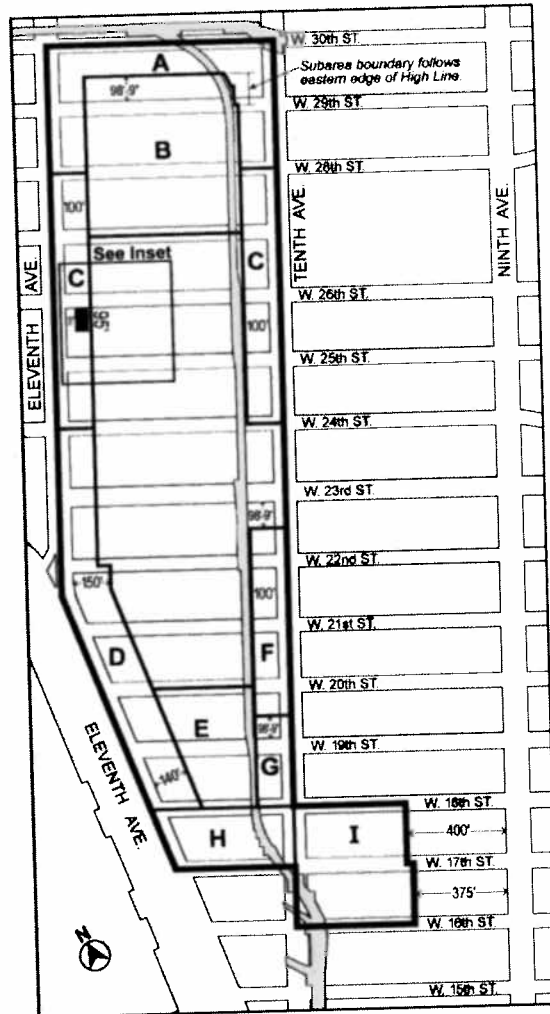 W. 30th ST.
A
Subarea boundary follows
eastern edge of High Line
98'-9"
W. 29th ST.
B
W. 28th ST.
100'
TENTH AVE.
NINTH AVE.
See Inset
C
C
ELEVENTH AVE.
W. 26th ST.
100'
W. 25th ST.
W. 24th ST.
W. 23rd ST.
98'-9"
W. 22nd ST.
150'
100'
W. 21st ST.
D
F
W. 20th ST.
E
98'-9"
W. 19th ST.
ELEVENTH AVE.
140'
G
W. 18th ST.
H
I
400'
W. 17th ST.
375'
W. 16th ST.
N
W. 15th ST.